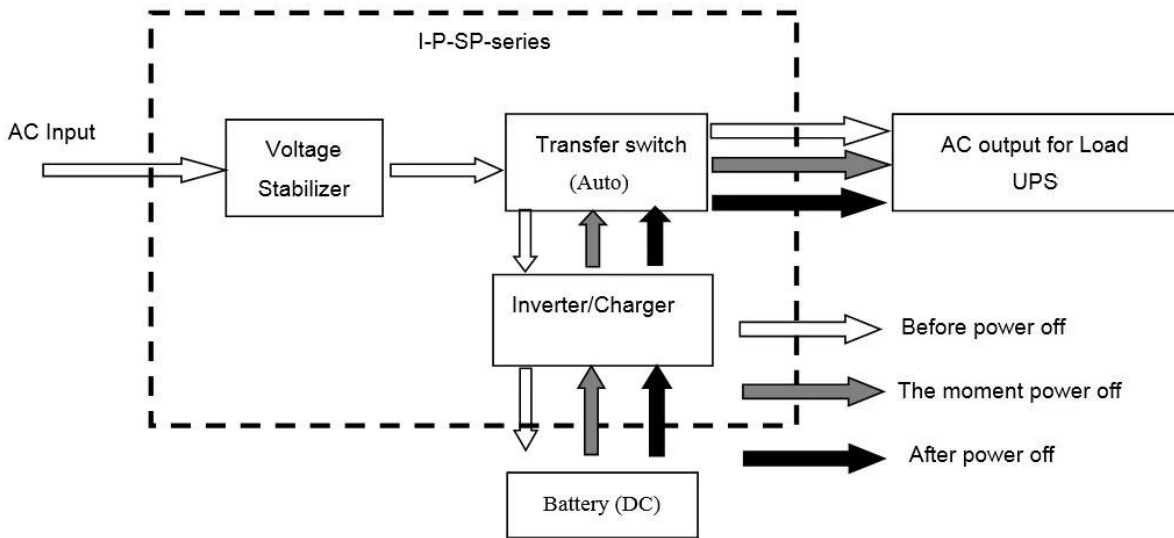 I-P-SP-series
AC Input
Voltage
Stabilizer
Transfer switch
(Auto)
AC output for Load
UPS
Inverter/Charger
Before power off
The moment power off
After power off
Battery (DC)